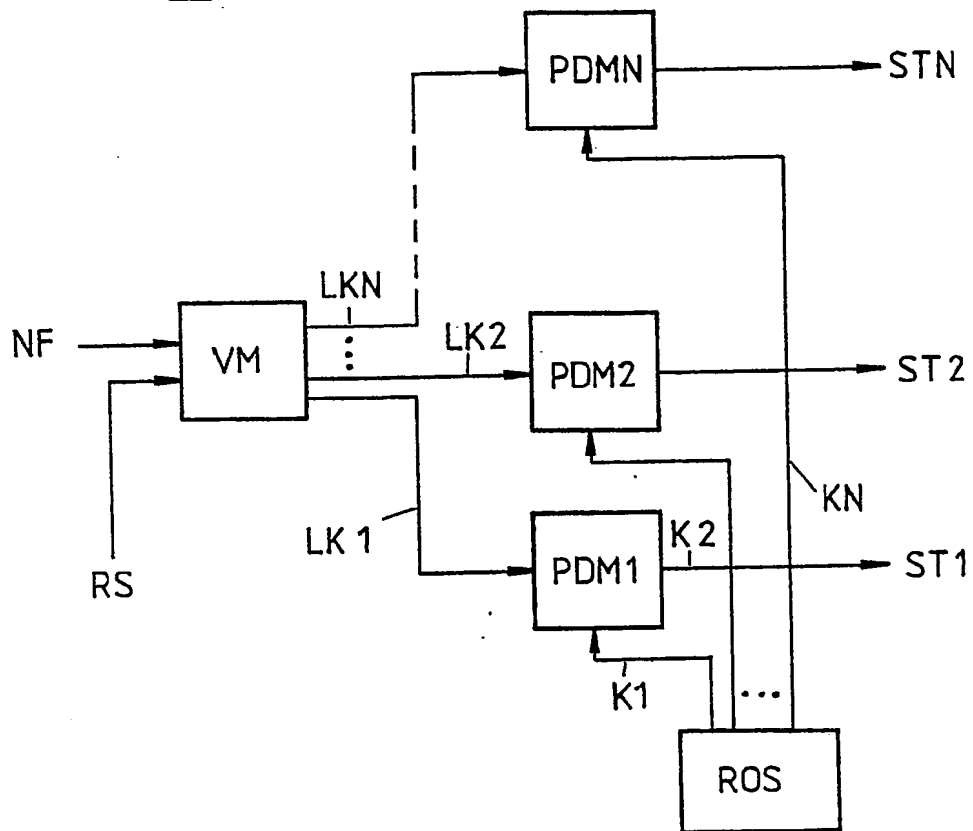 PDMN
STN
LKN
NF
VM
LK2
PDM2
ST2
KN
LK1
PDM1
K2
ST1
RS
K1
ROS